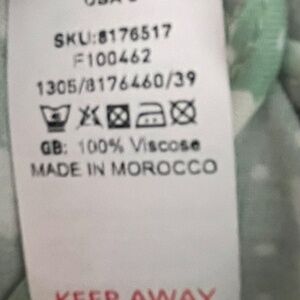 SKU:8176517
F100462
1305/8176460/39
GB: 100% Viscose
MADE IN MOROCCO
KEEP AWAY